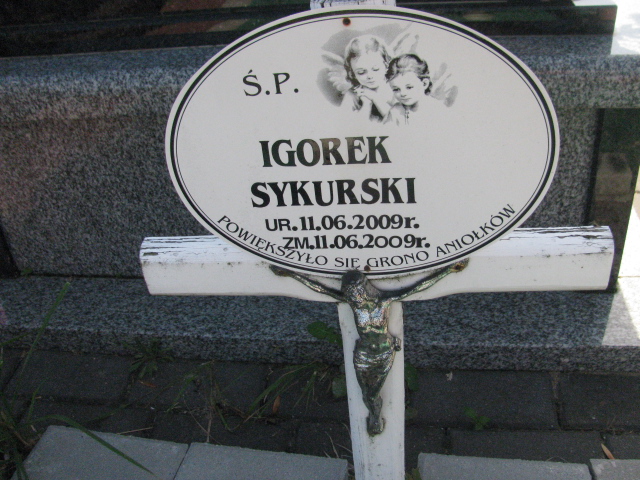 Ś.P.
IGOREK
SYKURSKI
UR.11.06.2009r.
ZM.11.06.2009r.
POWIĘKSZYŁO SIĘ GRONO ANIOŁKÓW